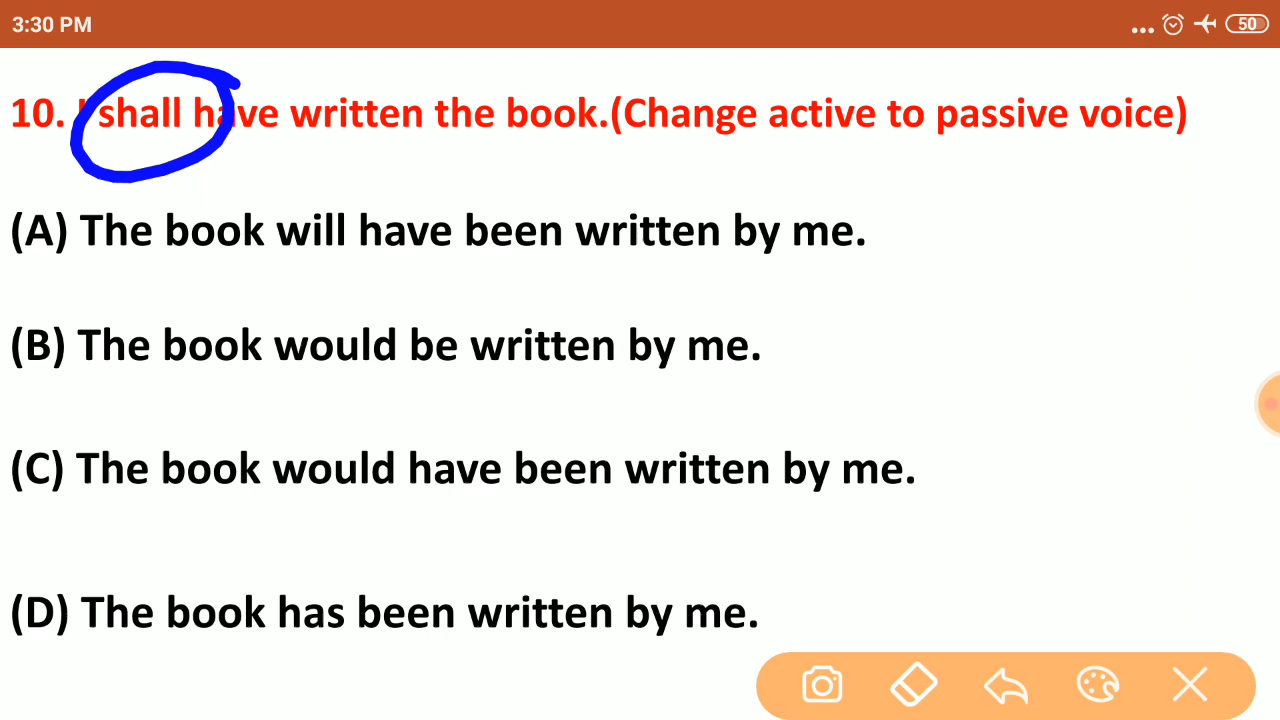 3:30 PM
50
10. I shall have written the book.(Change active to passive voice)
(A) The book will have been written by me.
(B) The book would be written by me.
(C) The book would have been written by me.
(D) The book has been written by me.